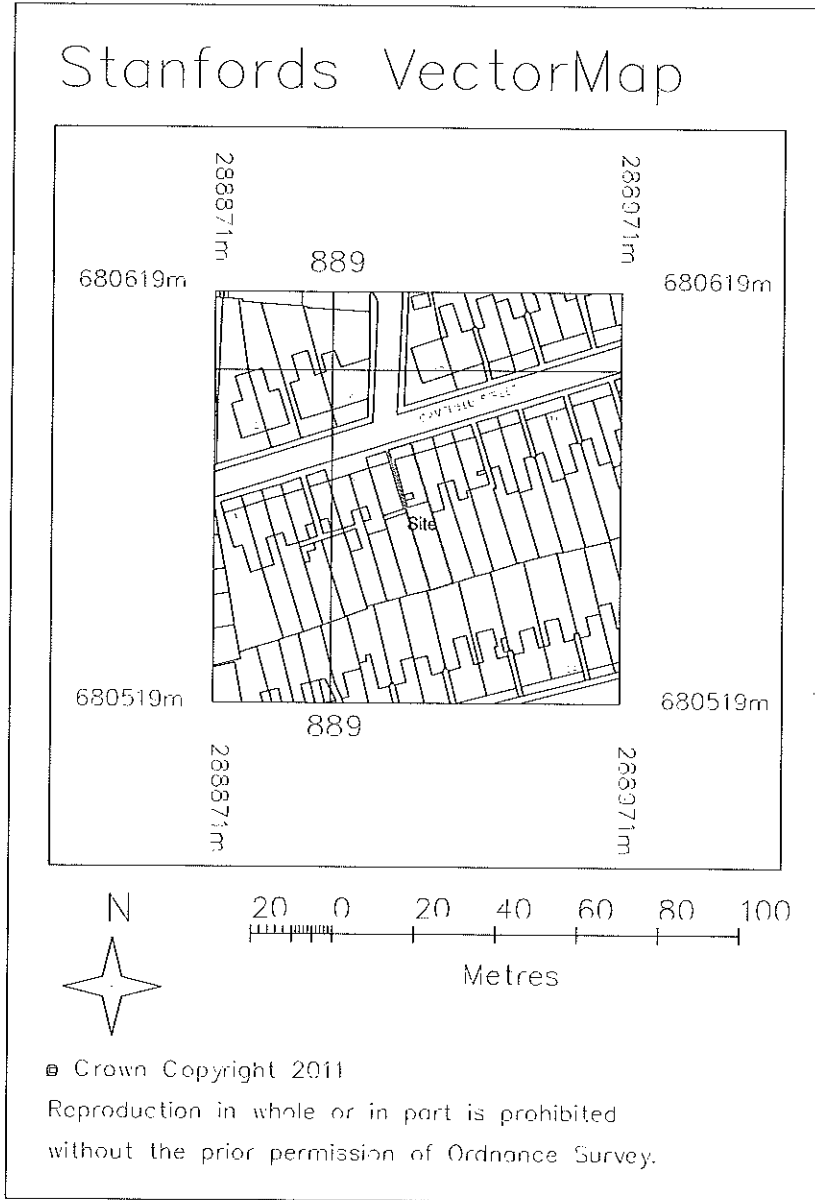 Stanfords VectorMap
288871m
288971m
889
680619m
680619m
Site
680519m
680519m
889
288871m
288971m
N
20 0 20 40 60 80 100
Metres
© Crown Copyright 2011
Reproduction in whole or in part is prohibited
without the prior permission of Ordnance Survey.